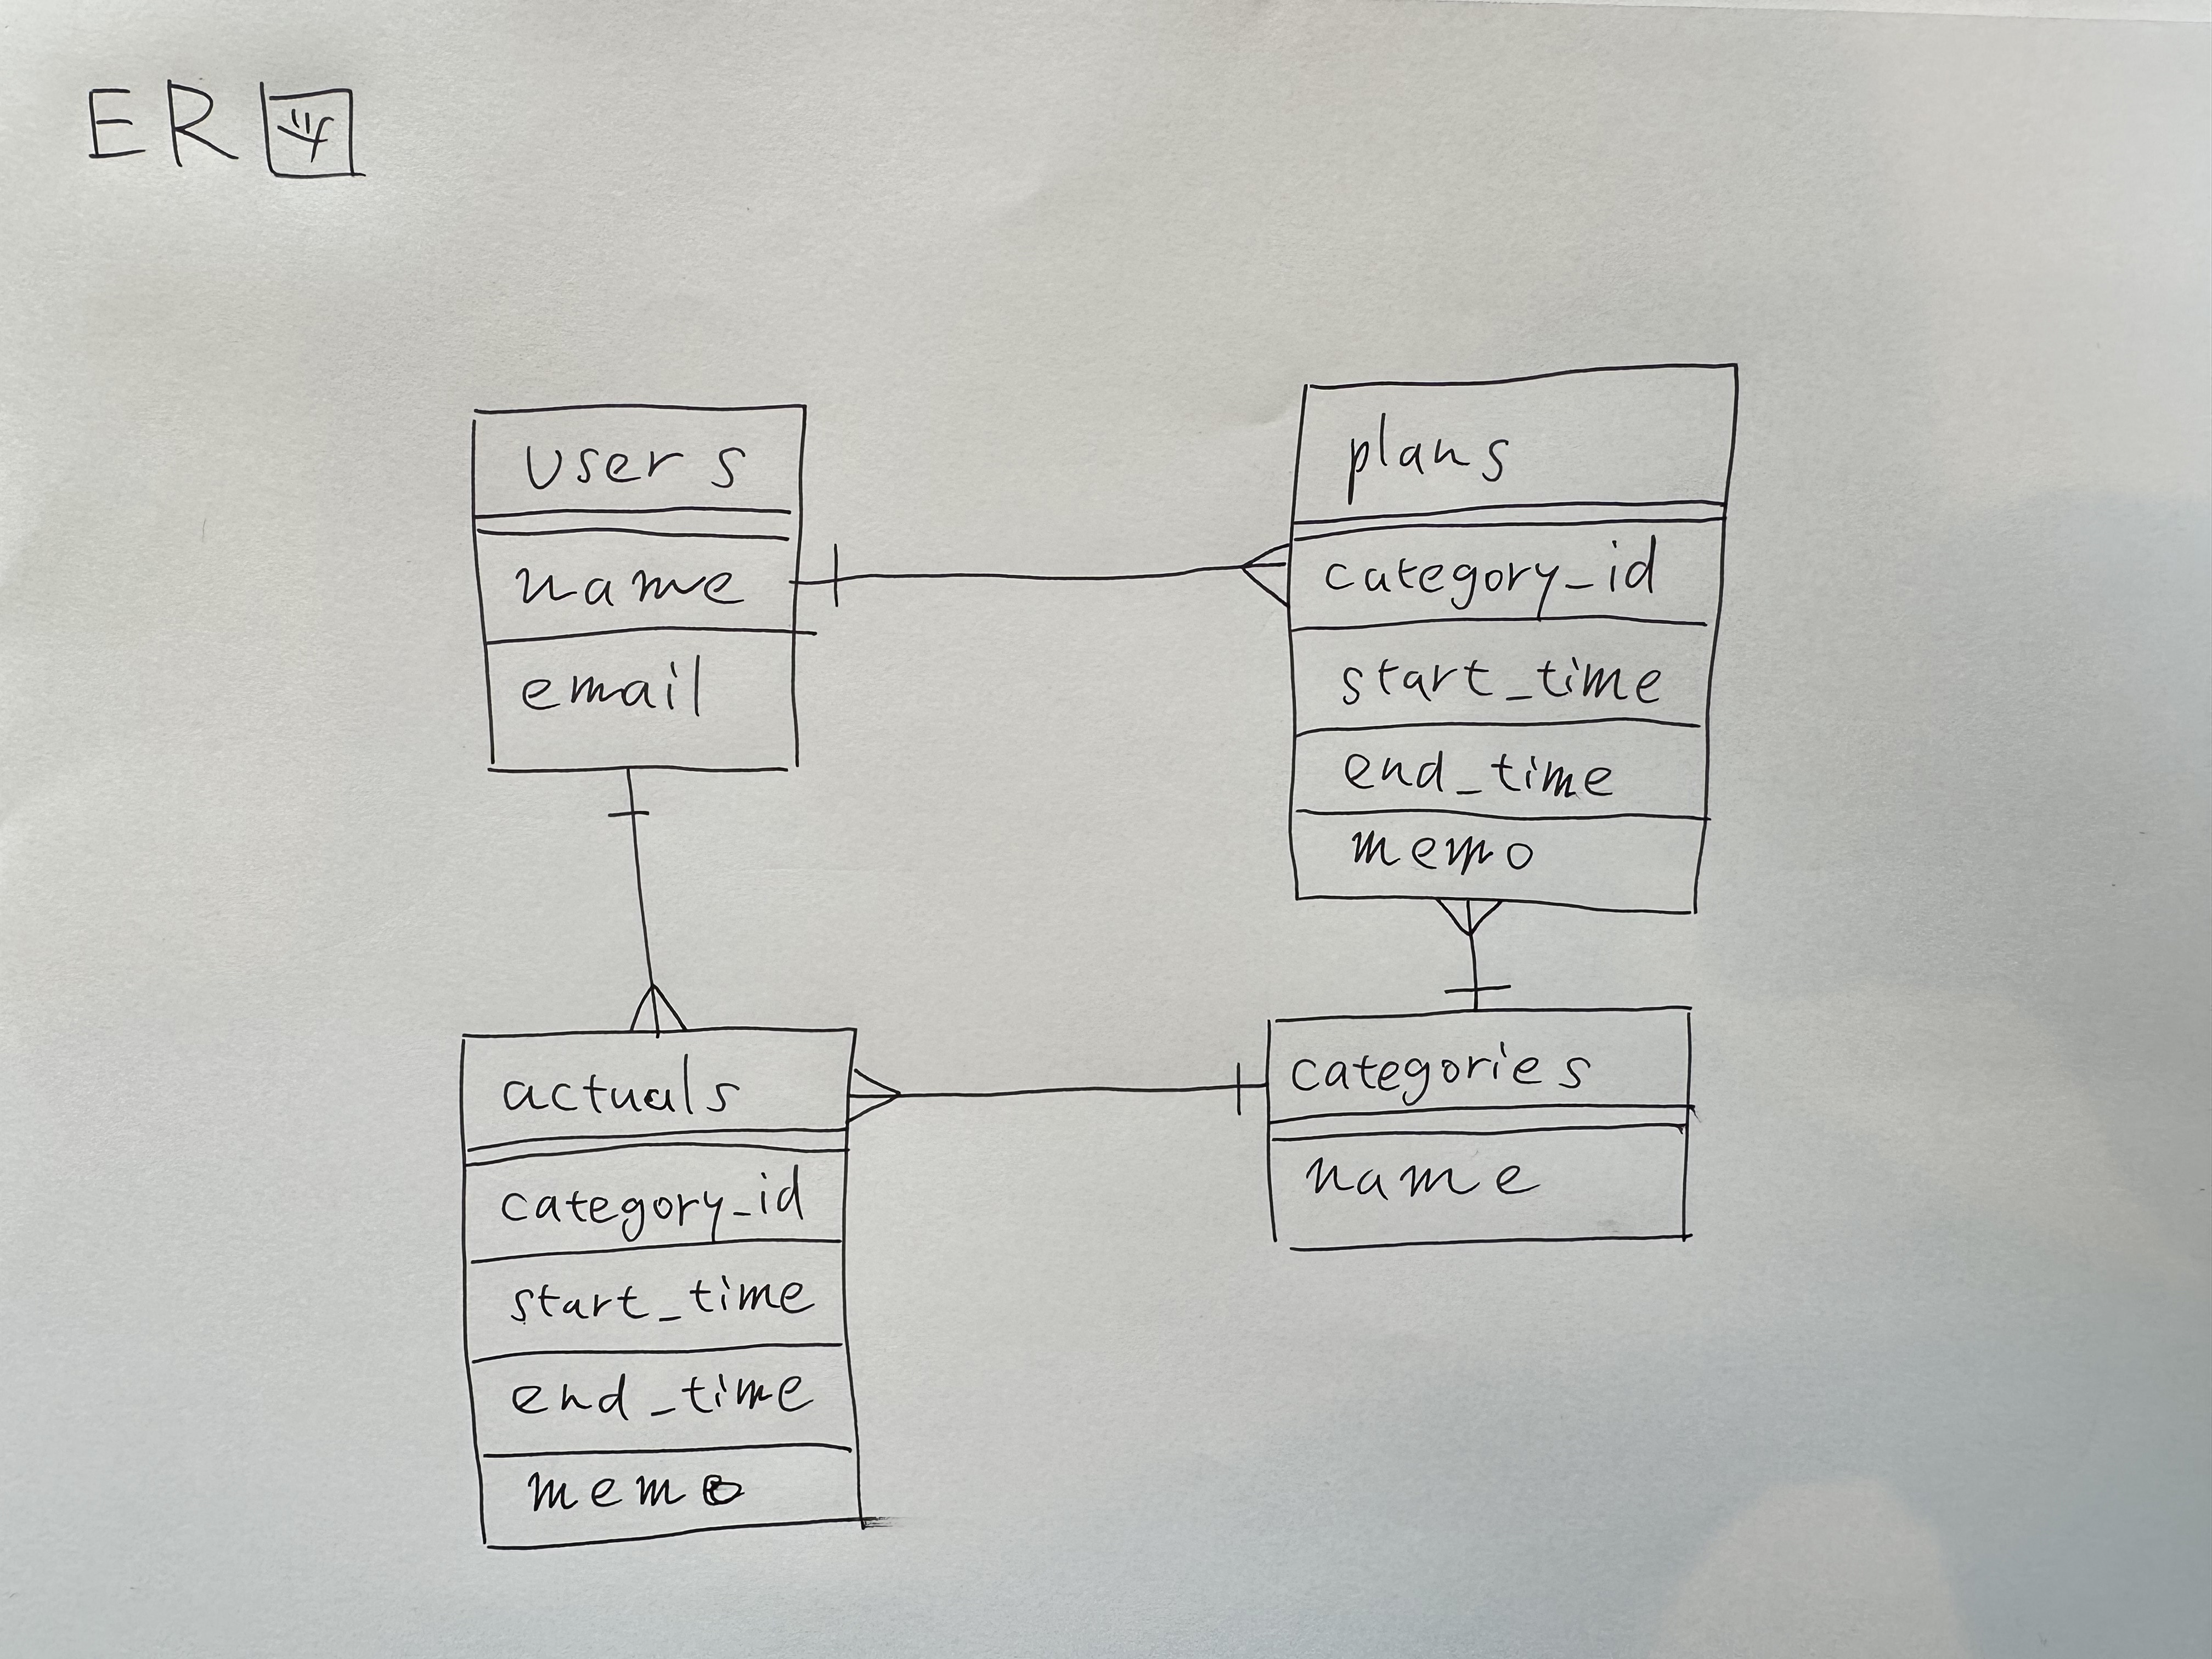 ER図
users
name
email
plans
category_id
start_time
end_time
memo
actuals
category_id
start_time
end_time
memo
categories
name